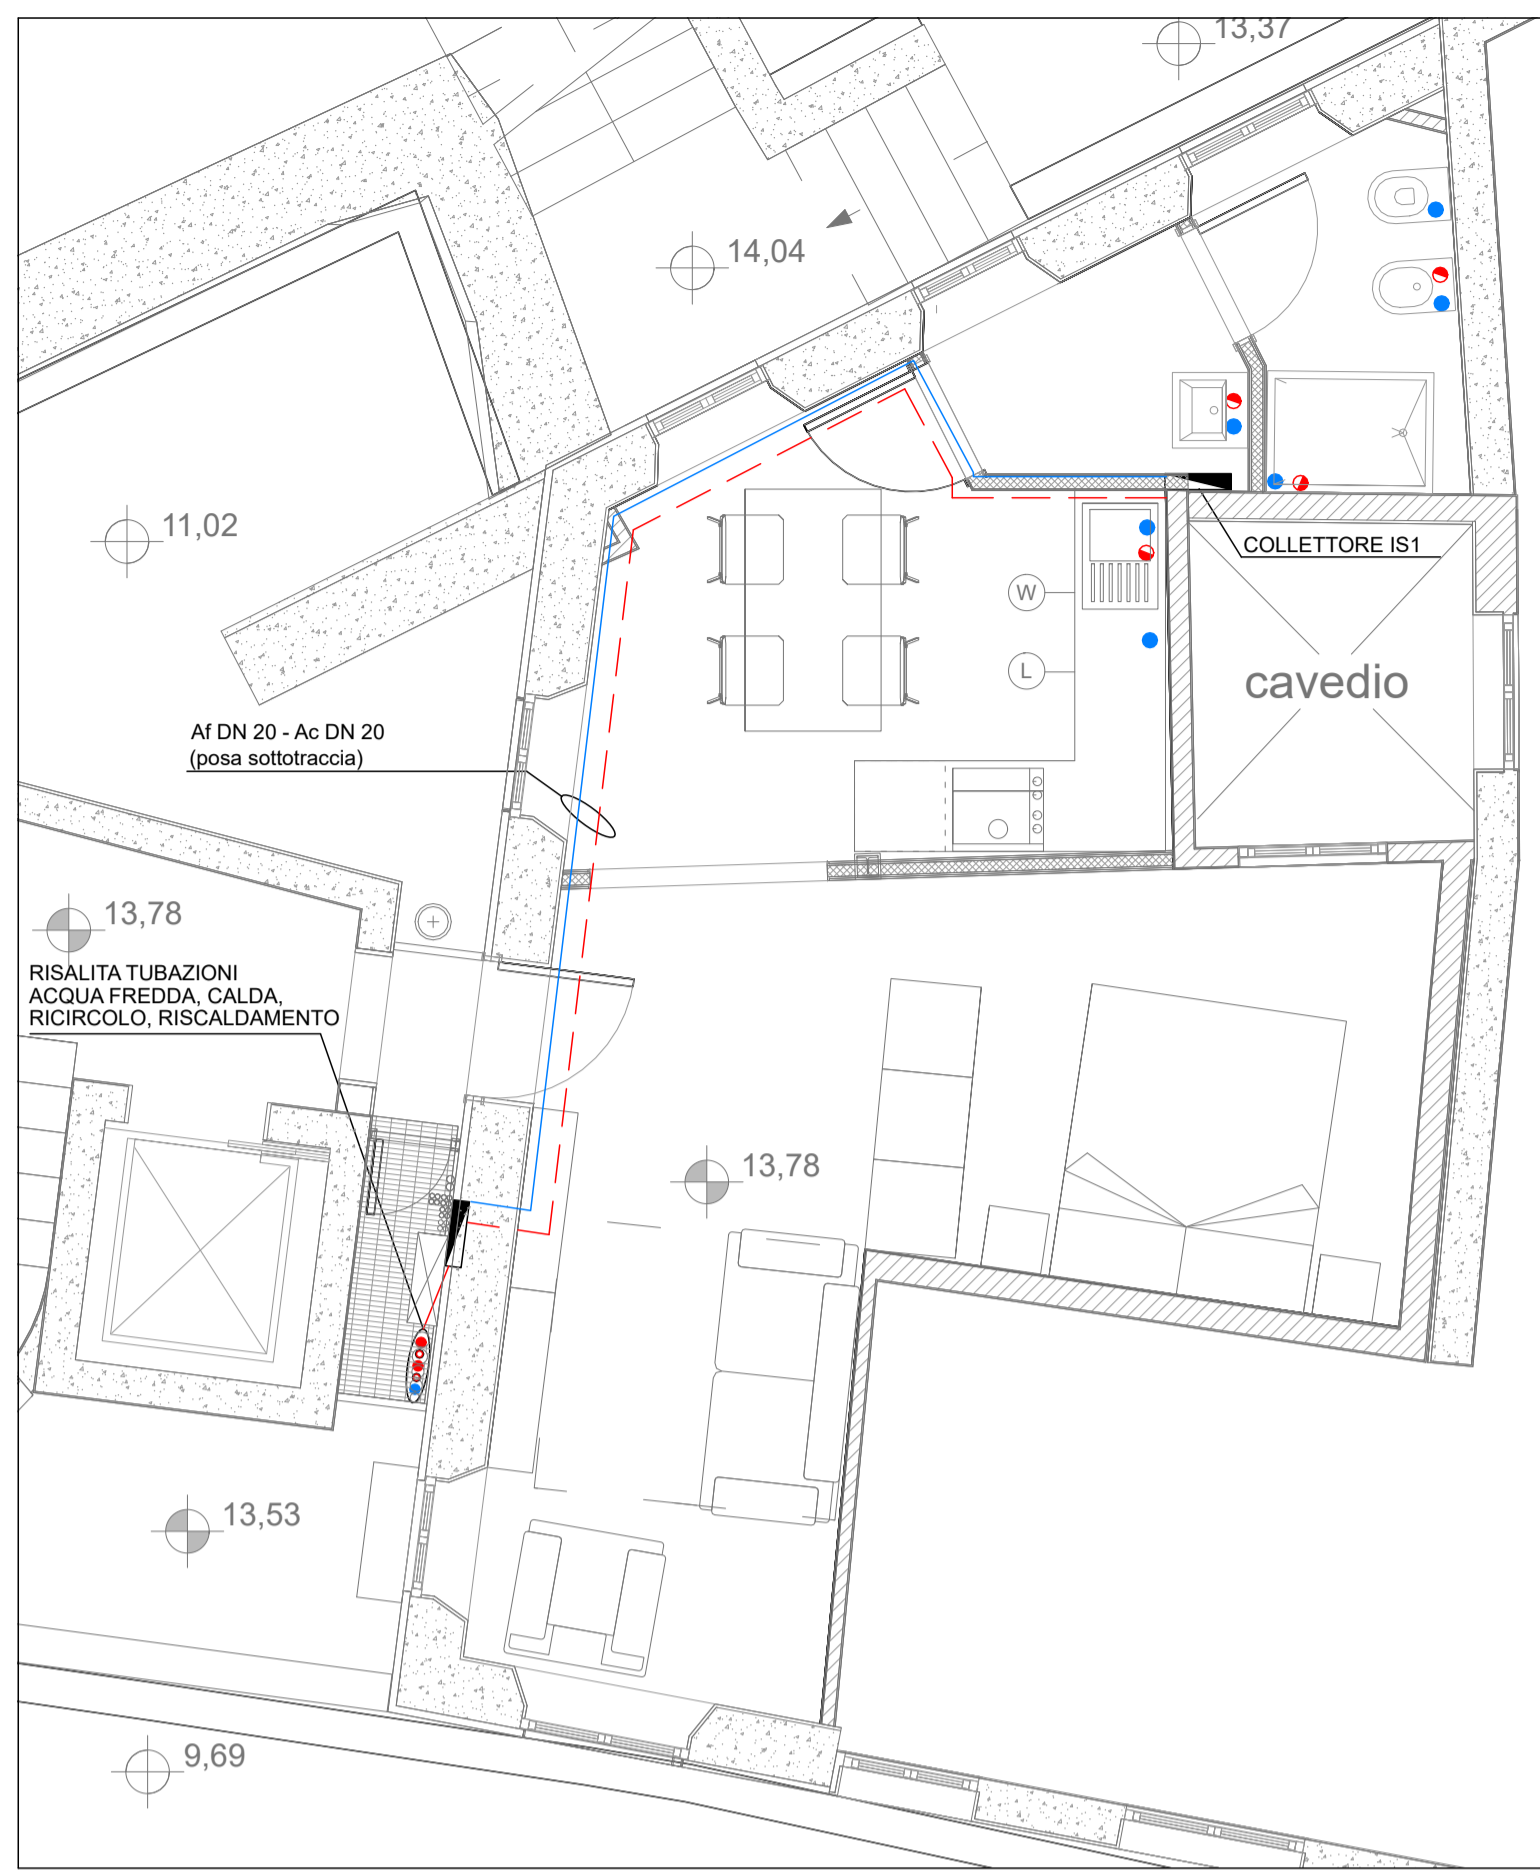 13,37
14,04
11,02
COLLETTORE IS1
W
L
cavedio
Af DN 20 - Ac DN 20
(posa sottotraccia)
13,78
RISALITA TUBAZIONI
ACQUA FREDDA, CALDA,
RICIRCOLO, RISCALDAMENTO
13,78
13,53
9,69